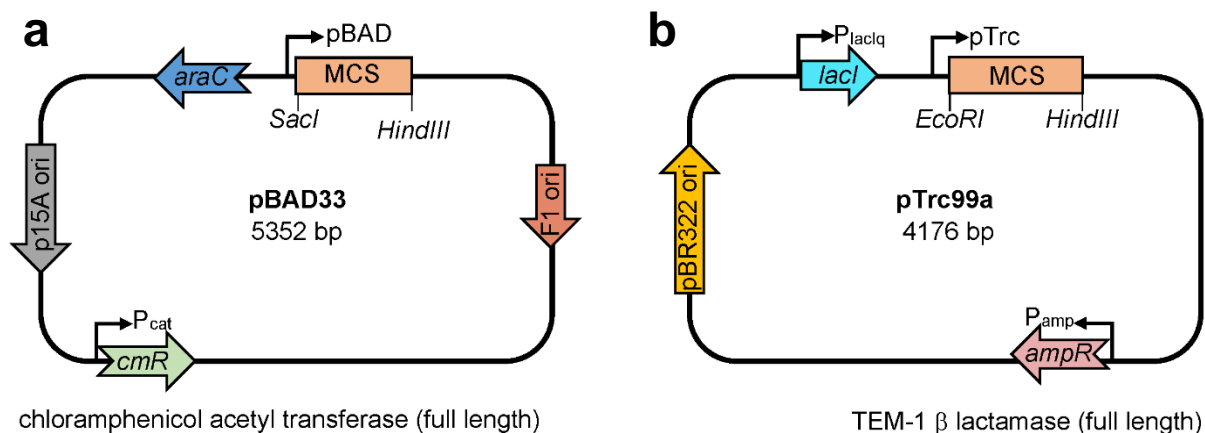 a
pBAD
araC
MCS
SacI
HindIII
p15A ori
pBAD33
5352 bp
F1 ori
Pcat
cmR
chloramphenicol acetyl transferase (full length)
b
PlacIq
pTrc
lacI
MCS
EcoRI
HindIII
pBR322 ori
pTrc99a
4176 bp
Pamp
ampR
TEM-1 β lactamase (full length)